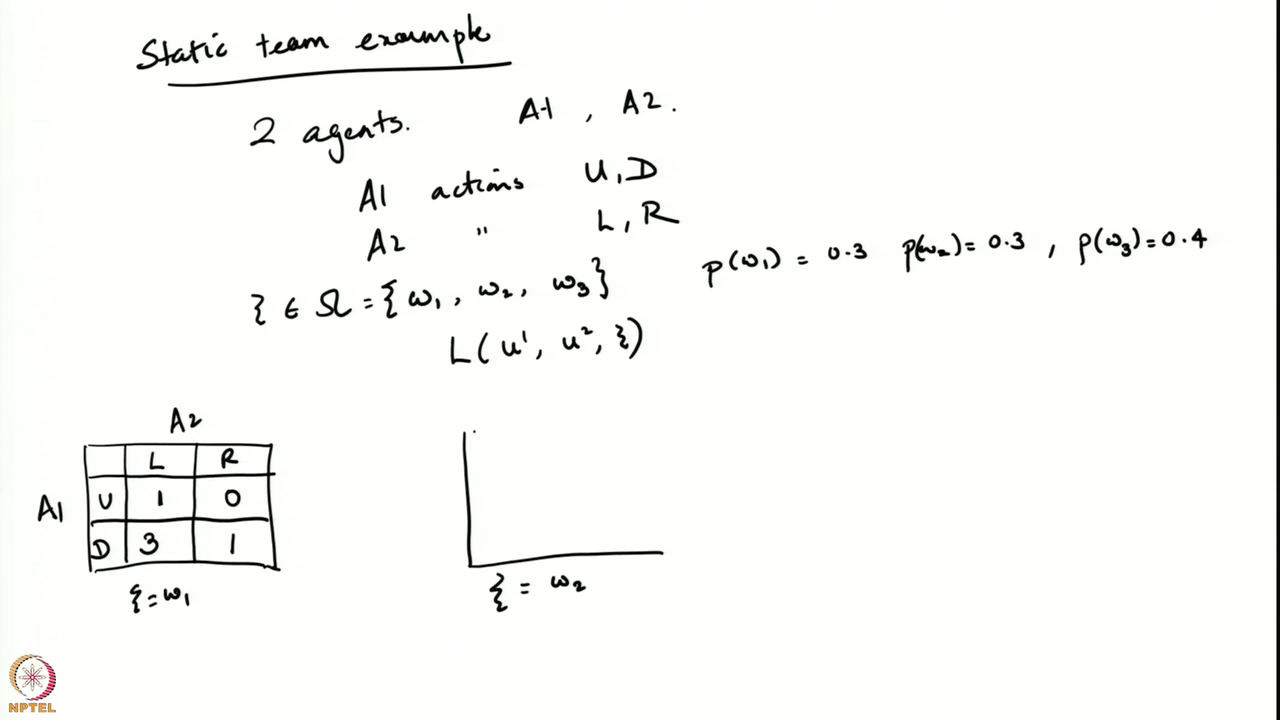 Static team example
2 agents. A1 , A2 .
A1 actions U, D
A2 " L, R
ξ ∈ Ω = {ω₁, ω₂, ω₃} p(ω₁) = 0.3 p(ω₂) = 0.3 , p(ω₃) = 0.4
L(u¹, u², ξ)
A2
L R
A1 U 1 0
D 3 1
ξ = ω₁
ξ = ω₂
NPTEL